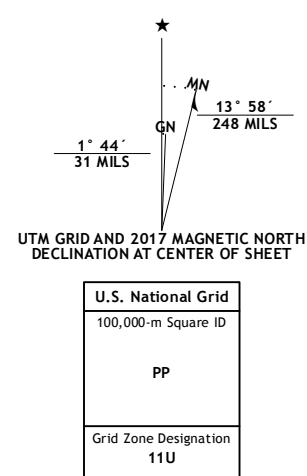 ★
MN
GN
13° 58´
248 MILS
1° 44´
31 MILS
UTM GRID AND 2017 MAGNETIC NORTH
DECLINATION AT CENTER OF SHEET
U.S. National Grid
100,000-m Square ID
PP
Grid Zone Designation
11U